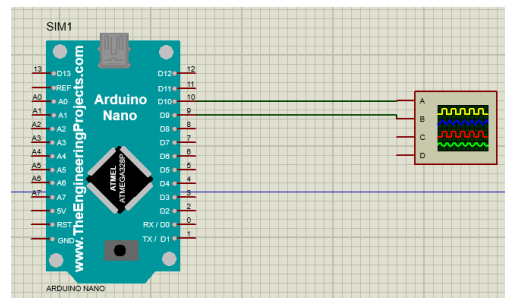 SIM1
13
D13
REF
A0
A0
A1
A1
A2
A2
A3
A3
A4
A4
A5
A5
A6
A6
A7
A7
5V
RST
GND
www.TheEngineeringProjects.com
Arduino
Nano
ATMEL
ATMEGA328P
D12
12
D11
11
D10
10
D9
9
D8
8
D7
7
D6
6
D5
5
D4
4
D3
3
D2
2
RX / D0
0
TX / D1
1
ARDUINO NANO
A
B
C
D